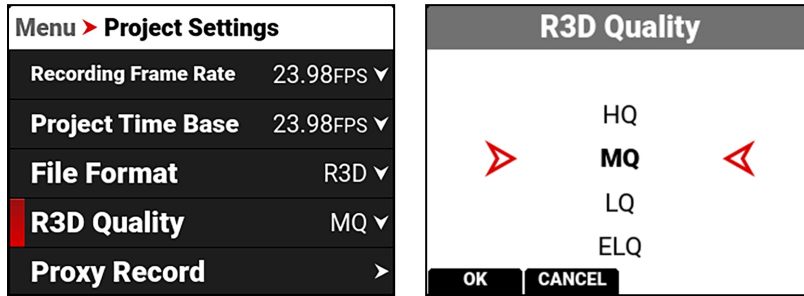 Menu > Project Settings
Recording Frame Rate 23.98FPS
Project Time Base 23.98FPS
File Format R3D
R3D Quality MQ
Proxy Record >
R3D Quality
HQ
MQ
LQ
ELQ
OK CANCEL